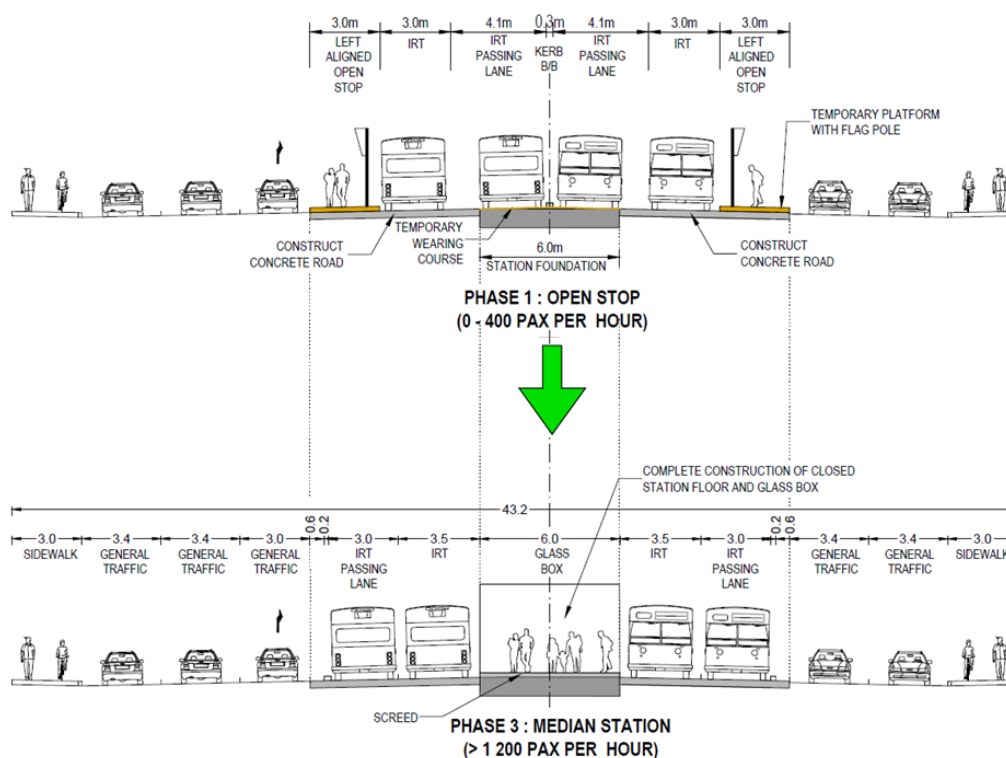 3.0m 3.0m 4.1m 0.3m 4.1m 3.0m 3.0m
LEFT ALIGNED OPEN STOP
IRT
IRT PASSING LANE
KERB B/B
IRT PASSING LANE
IRT
LEFT ALIGNED OPEN STOP
TEMPORARY PLATFORM
WITH FLAG POLE
CONSTRUCT
CONCRETE ROAD
TEMPORARY
WEARING
COURSE
6.0m
STATION FOUNDATION
CONSTRUCT
CONCRETE ROAD
PHASE 1 : OPEN STOP
(0 - 400 PAX PER HOUR)
COMPLETE CONSTRUCTION OF CLOSED
STATION FLOOR AND GLASS BOX
43.2
3.0 3.4 3.4 3.0 0.6 0.2 3.0 3.5 6.0 3.5 3.0 0.2 0.6 3.4 3.4 3.0
SIDEWALK
GENERAL TRAFFIC
GENERAL TRAFFIC
GENERAL TRAFFIC
IRT PASSING LANE
IRT
GLASS BOX
IRT
IRT PASSING LANE
GENERAL TRAFFIC
GENERAL TRAFFIC
SIDEWALK
SCREED
PHASE 3 : MEDIAN STATION
(> 1 200 PAX PER HOUR)